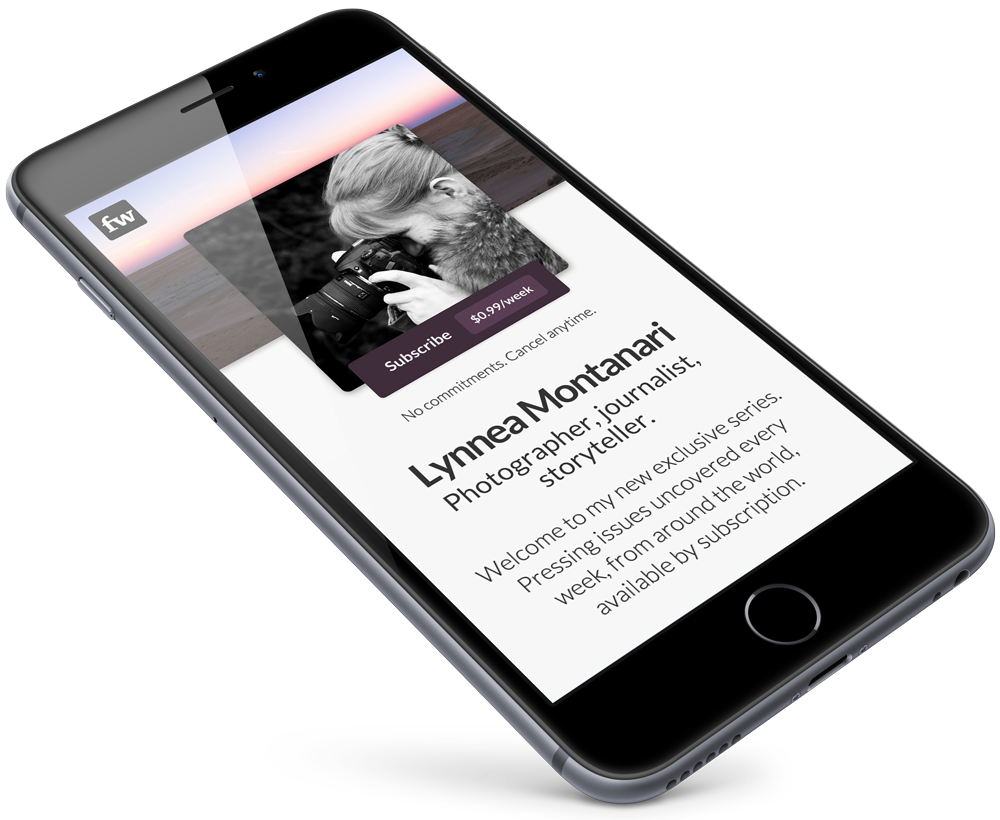 fw
Subscribe $0.99/week
No commitments. Cancel anytime.
Lynnea Montanari
Photographer, journalist,
storyteller.
Welcome to my new exclusive series.
Pressing issues uncovered every
week, from around the world,
available by subscription.